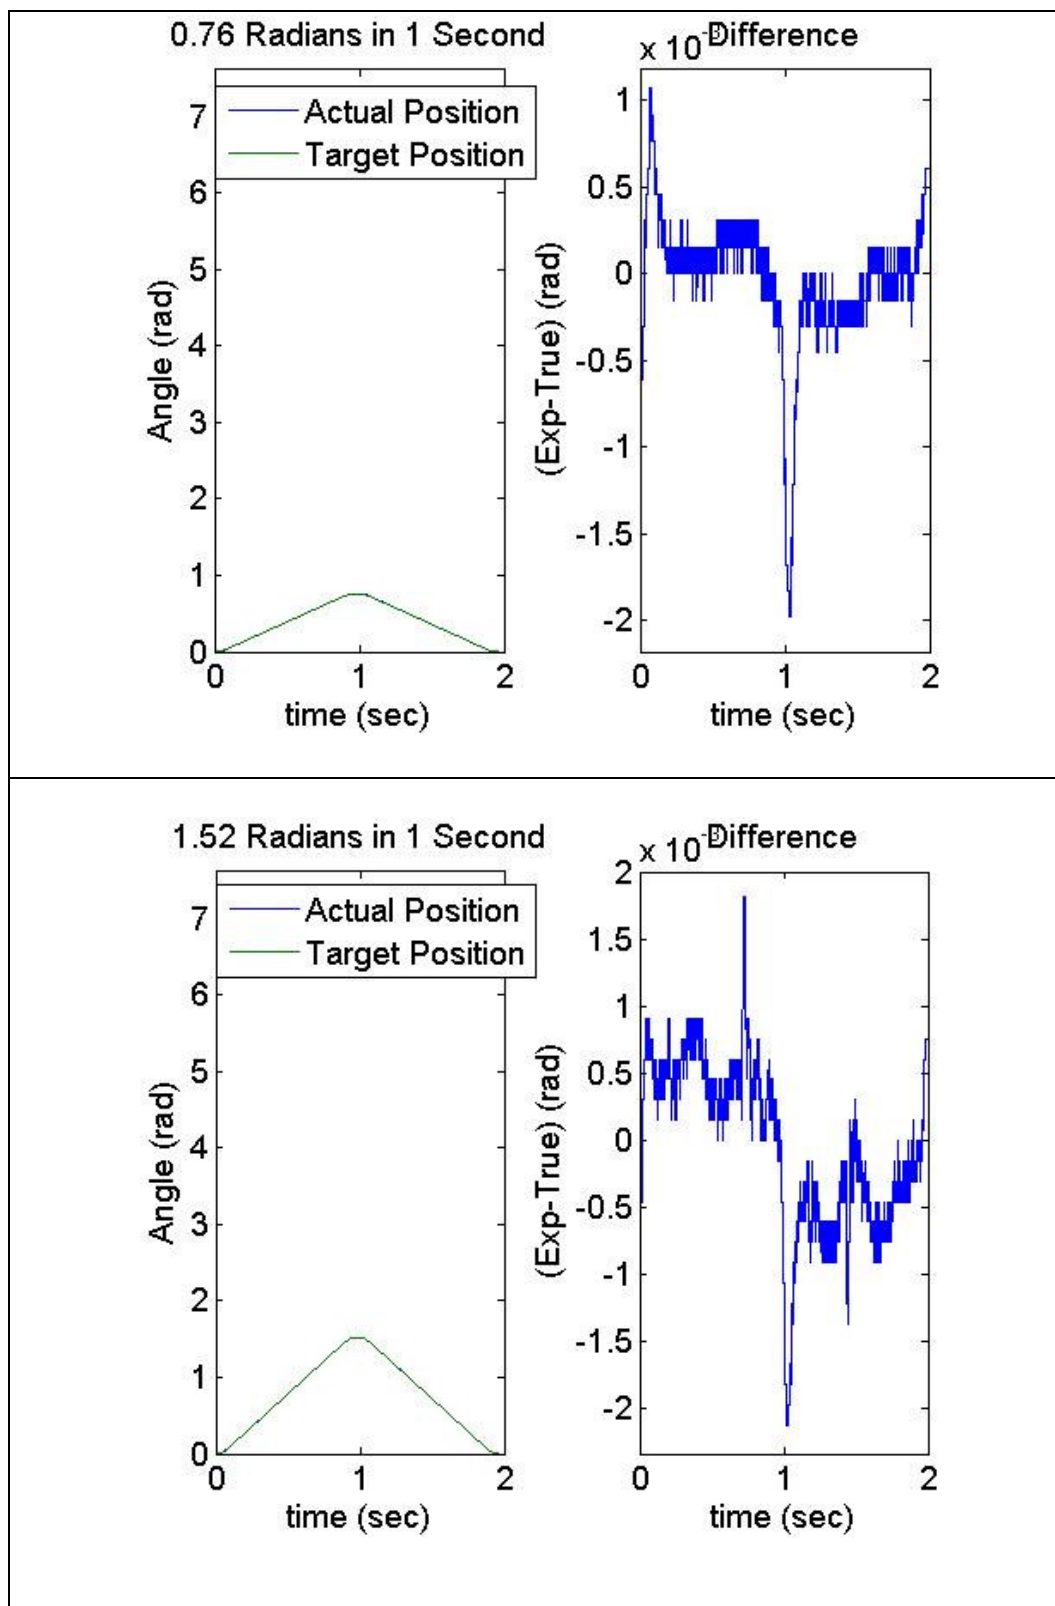 0.76 Radians in 1 Second
Actual Position
Target Position
7
6
5
4
3
2
1
0
Angle (rad)
0 1 2
time (sec)
x 10^-3 Difference
1
0.5
0
-0.5
-1
-1.5
-2
(Exp-True) (rad)
0 1 2
time (sec)
1.52 Radians in 1 Second
Actual Position
Target Position
7
6
5
4
3
2
1
0
Angle (rad)
0 1 2
time (sec)
x 10^-3 Difference
2
1.5
1
0.5
0
-0.5
-1
-1.5
-2
(Exp-True) (rad)
0 1 2
time (sec)